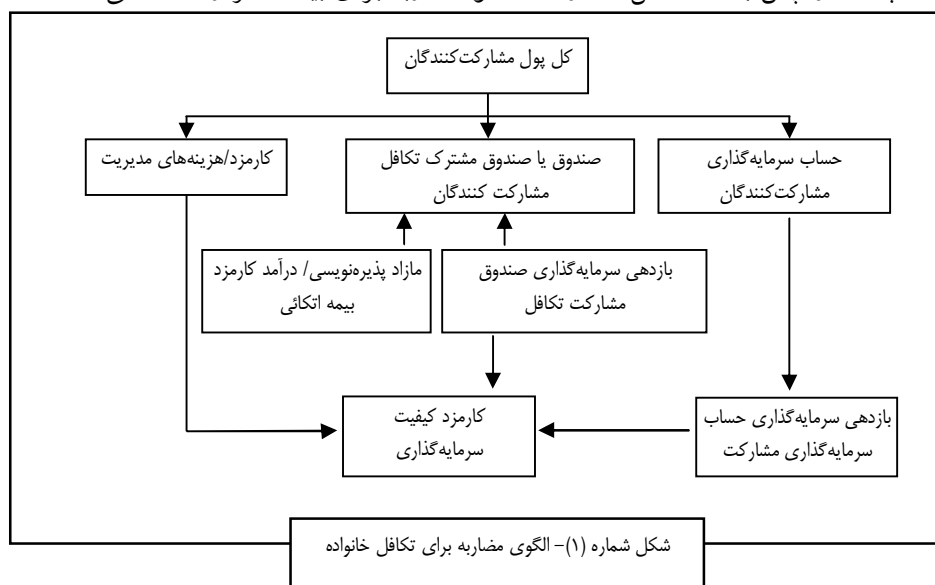 کل پول مشارکت‌کنندگان
حساب سرمایه‌گذاری
مشارکت‌کنندگان
صندوق یا صندوق مشترک تکافل
مشارکت کنندگان
کارمزد/هزینه‌های مدیریت
بازدهی سرمایه‌گذاری صندوق
مشارکت تکافل
مازاد پذیره‌نویسی/ درآمد کارمزد
بیمه اتکائی
بازدهی سرمایه‌گذاری حساب
سرمایه‌گذاری مشارکت
کارمزد کیفیت
سرمایه‌گذاری
شکل شماره (۱)- الگوی مضاربه برای تکافل خانواده